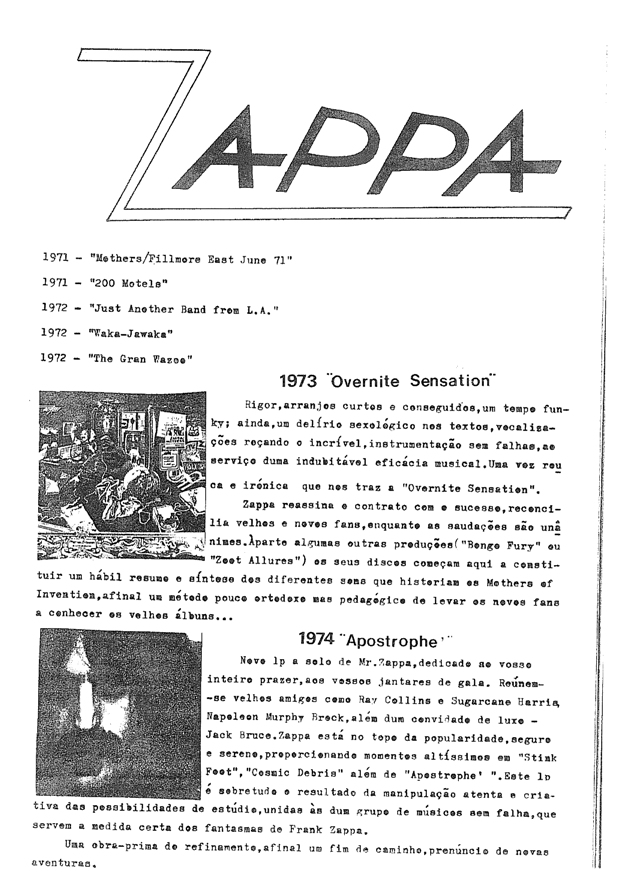 ZAPPA
1971 - "Mothers/Fillmore East June 71"
1971 - "200 Motels"
1972 - "Just Another Band from L.A."
1972 - "Waka-Jawaka"
1972 - "The Gran Wazoo"
1973 "Overnite Sensation"
Rigor,arranjos curtos e conseguidos,um tempo fun-
ky; ainda,um delírio sexológico nos textos,vocaliza-
ções roçando o incrível,instrumentação sem falhas,ao
serviço duma indubitável eficácia musical.Uma voz rou
ca e irónica que nos traz a "Overnite Sensation".
Zappa reassina o contrato com o sucesso,reconci-
lia velhos e novos fans,enquanto as saudações são unâ
nimes.Àparte algumas outras produções("Bongo Fury" ou
"Zoot Allures") os seus discos começam aqui a consti-
tuir um hábil resumo e síntese dos diferentes sons que historiam os Mothers of
Invention,afinal um método pouco ortodoxo mas pedagógico de levar os novos fans
a conhecer os velhos álbuns...
1974 "Apostrophe'"
Novo lp a solo de Mr.Zappa,dedicado ao vosso
inteiro prazer,aos vossos jantares de gala. Reúnem-
-se velhos amigos como Ray Collins e Sugarcane Harris,
Napoleon Murphy Brock,além dum convidado de luxo -
Jack Bruce.Zappa está no topo da popularidade,seguro
e sereno,proporcionando momentos altíssimos em "Stink
Foot","Cosmic Debris" além de "Apostrophe' ".Este lp
é sobretudo o resultado da manipulação atenta e cria-
tiva das possibilidades de estúdio,unidas às dum grupo de músicos sem falha,que
servem a medida certa dos fantasmas de Frank Zappa.
Uma obra-prima de refinamento,afinal um fim de caminho,prenúncio de novas
aventuras.